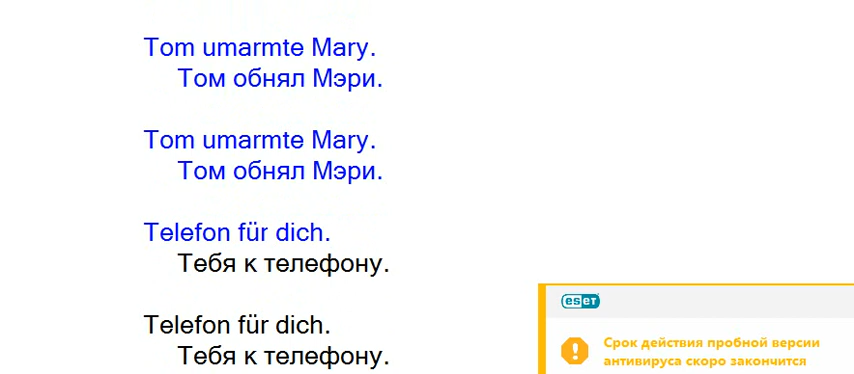 Tom umarmte Mary.
Том обнял Мэри.
Tom umarmte Mary.
Том обнял Мэри.
Telefon für dich.
Тебя к телефону.
Telefon für dich.
Тебя к телефону.
eset
Срок действия пробной версии
антивируса скоро закончится